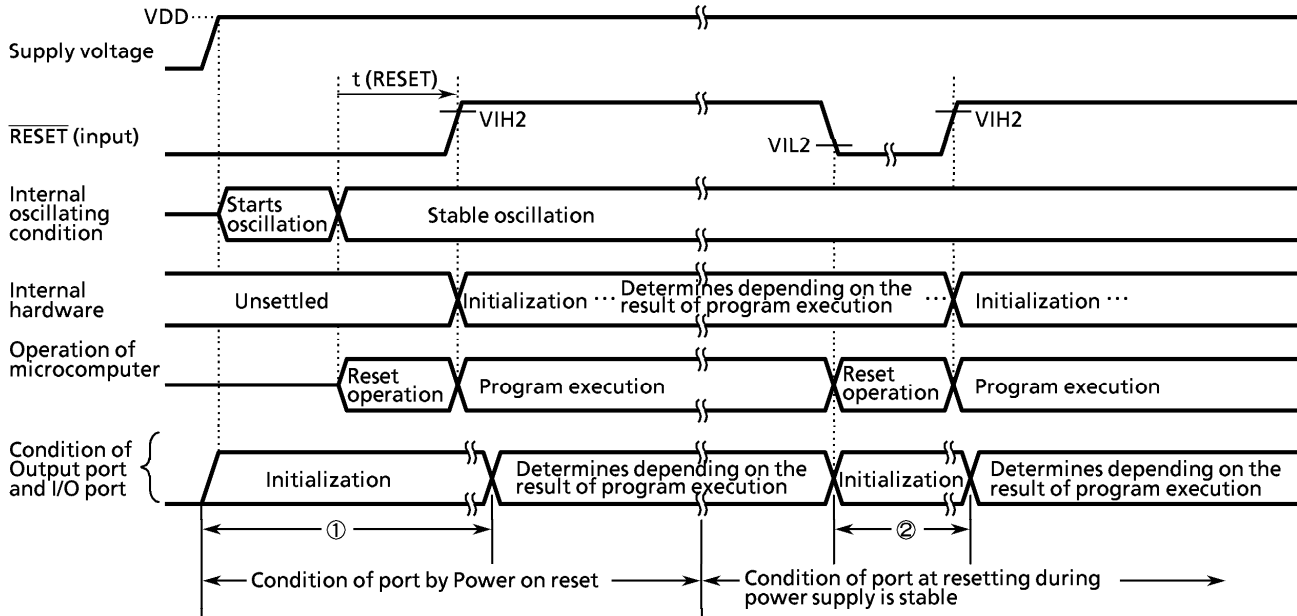 VDD
Supply voltage
t (RESET)
RESET (input)
VIH2
VIL2
VIH2
Internal
oscillating
condition
Starts
oscillation
Stable oscillation
Internal
hardware
Unsettled
Initialization ···
Determines depending on the
result of program execution
···
Initialization ···
Operation of
microcomputer
Reset
operation
Program execution
Reset
operation
Program execution
Condition of
Output port
and I/O port
Initialization
Determines depending on the
result of program execution
Initialization
Determines depending on the
result of program execution
①
②
Condition of port by Power on reset
Condition of port at resetting during
power supply is stable